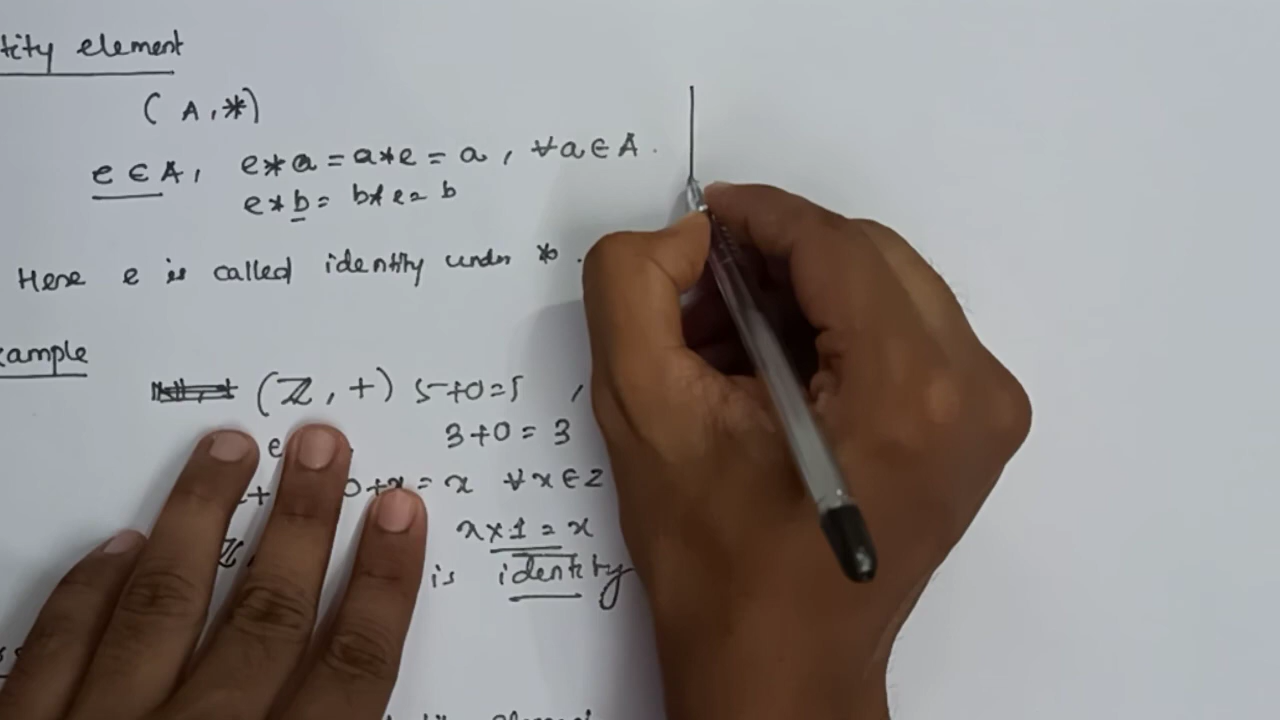 tity element
(A,*)
e ∈ A, e*a = a*e = a, ∀a∈A.
e*b = b*e = b
Here e is called identity under *.
xample
(ℤ,+) 5+0=5 ,
e 3+0=3
+ 0+x = x ∀x∈Z
x×1=x
ℤ, is identity